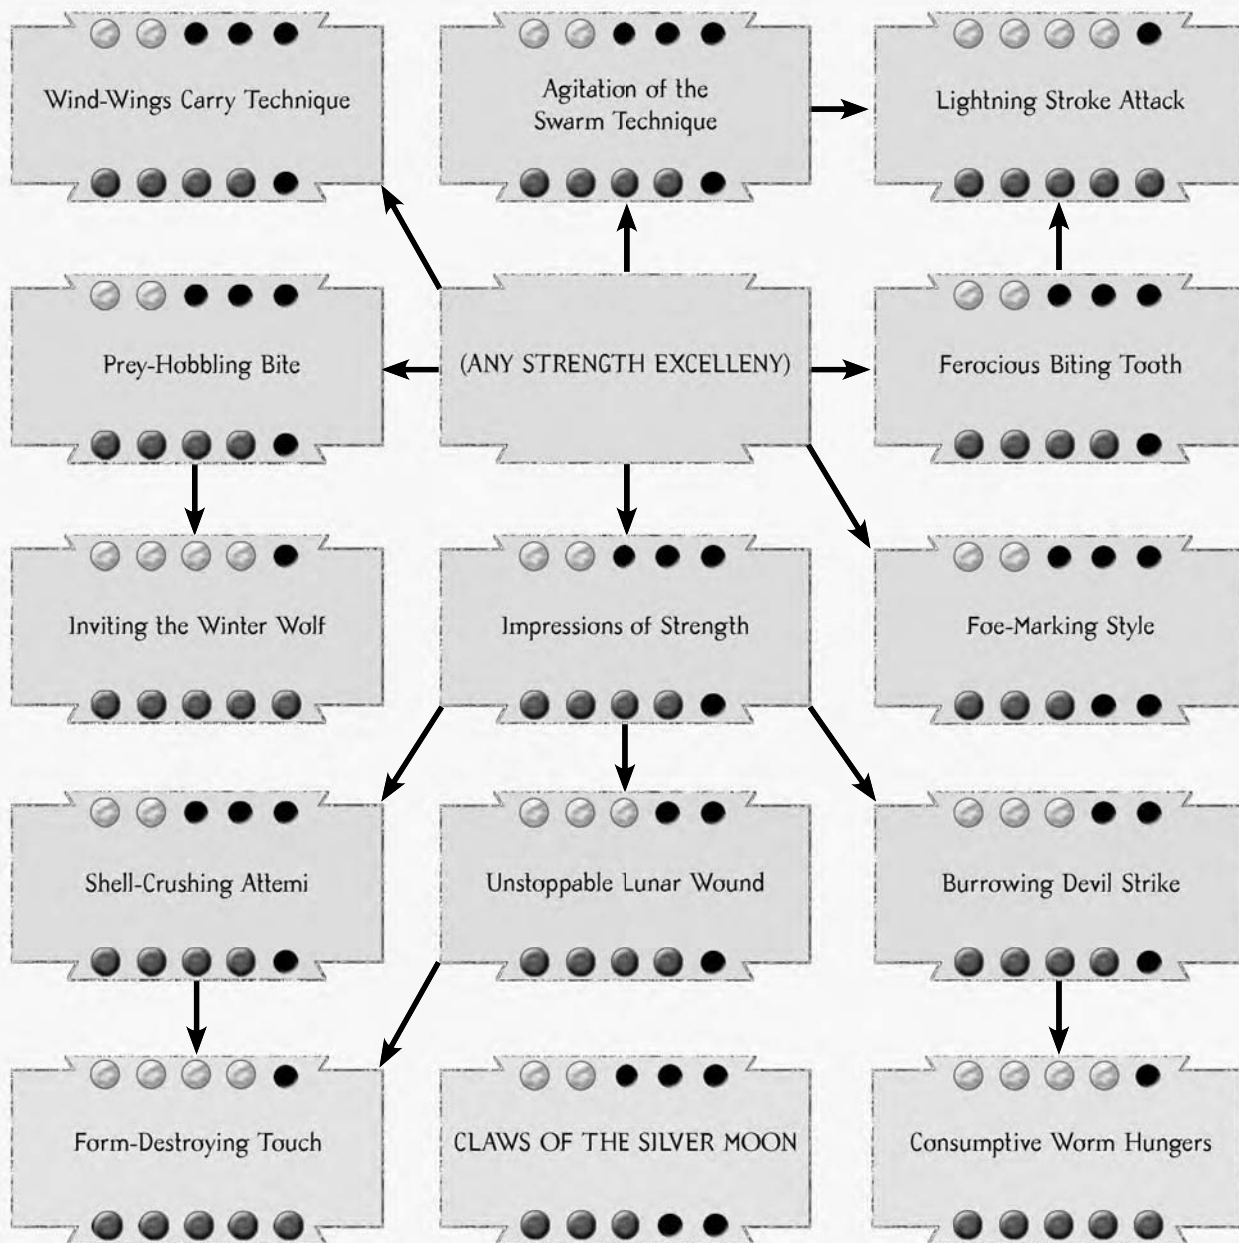 Wind-Wings Carry Technique
Agitation of the
Swarm Technique
Lightning Stroke Attack
Prey-Hobbling Bite
(ANY STRENGTH EXCELLENY)
Ferocious Biting Tooth
Inviting the Winter Wolf
Impressions of Strength
Foe-Marking Style
Shell-Crushing Attemi
Unstoppable Lunar Wound
Burrowing Devil Strike
Form-Destroying Touch
CLAWS OF THE SILVER MOON
Consumptive Worm Hungers